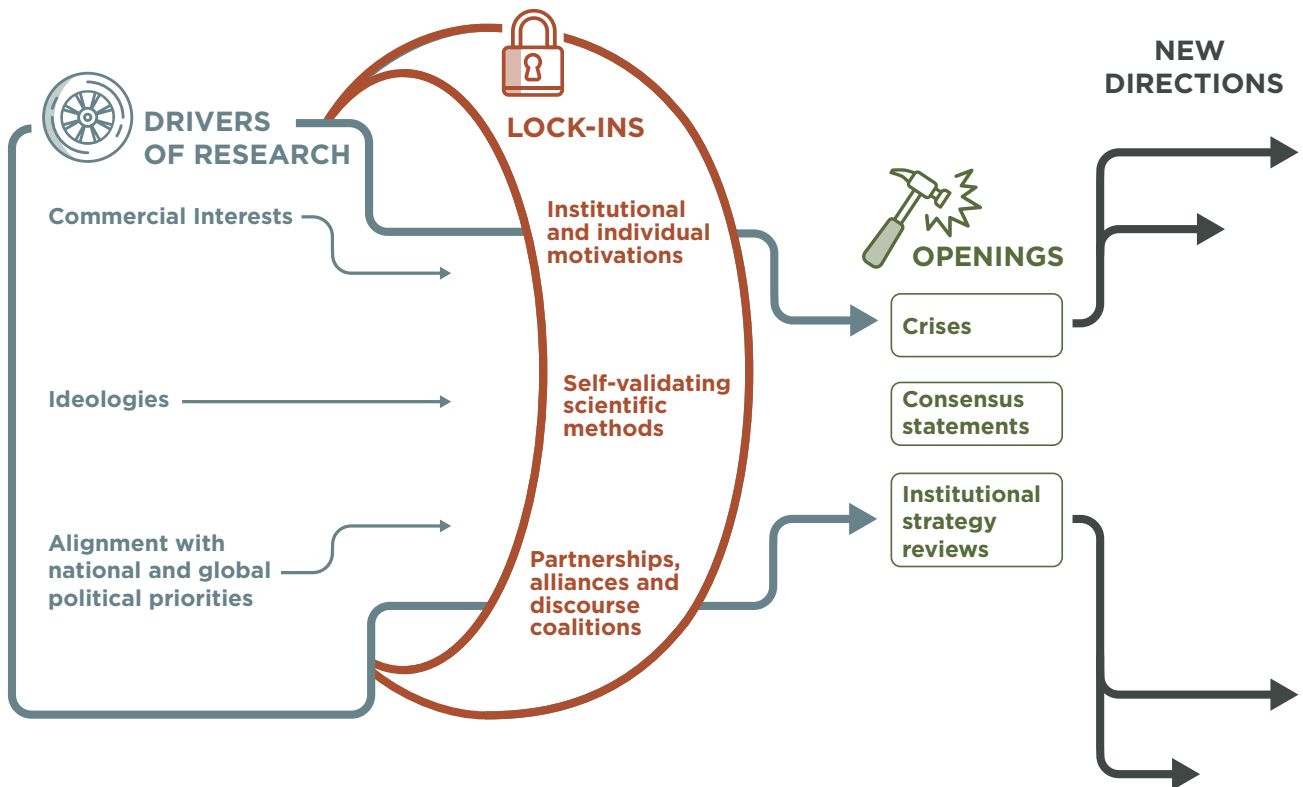 DRIVERS
OF RESEARCH
Commercial Interests
Ideologies
Alignment with
national and global
political priorities
LOCK-INS
Institutional
and individual
motivations
Self-validating
scientific
methods
Partnerships,
alliances and
discourse
coalitions
OPENINGS
Crises
Consensus
statements
Institutional
strategy
reviews
NEW
DIRECTIONS